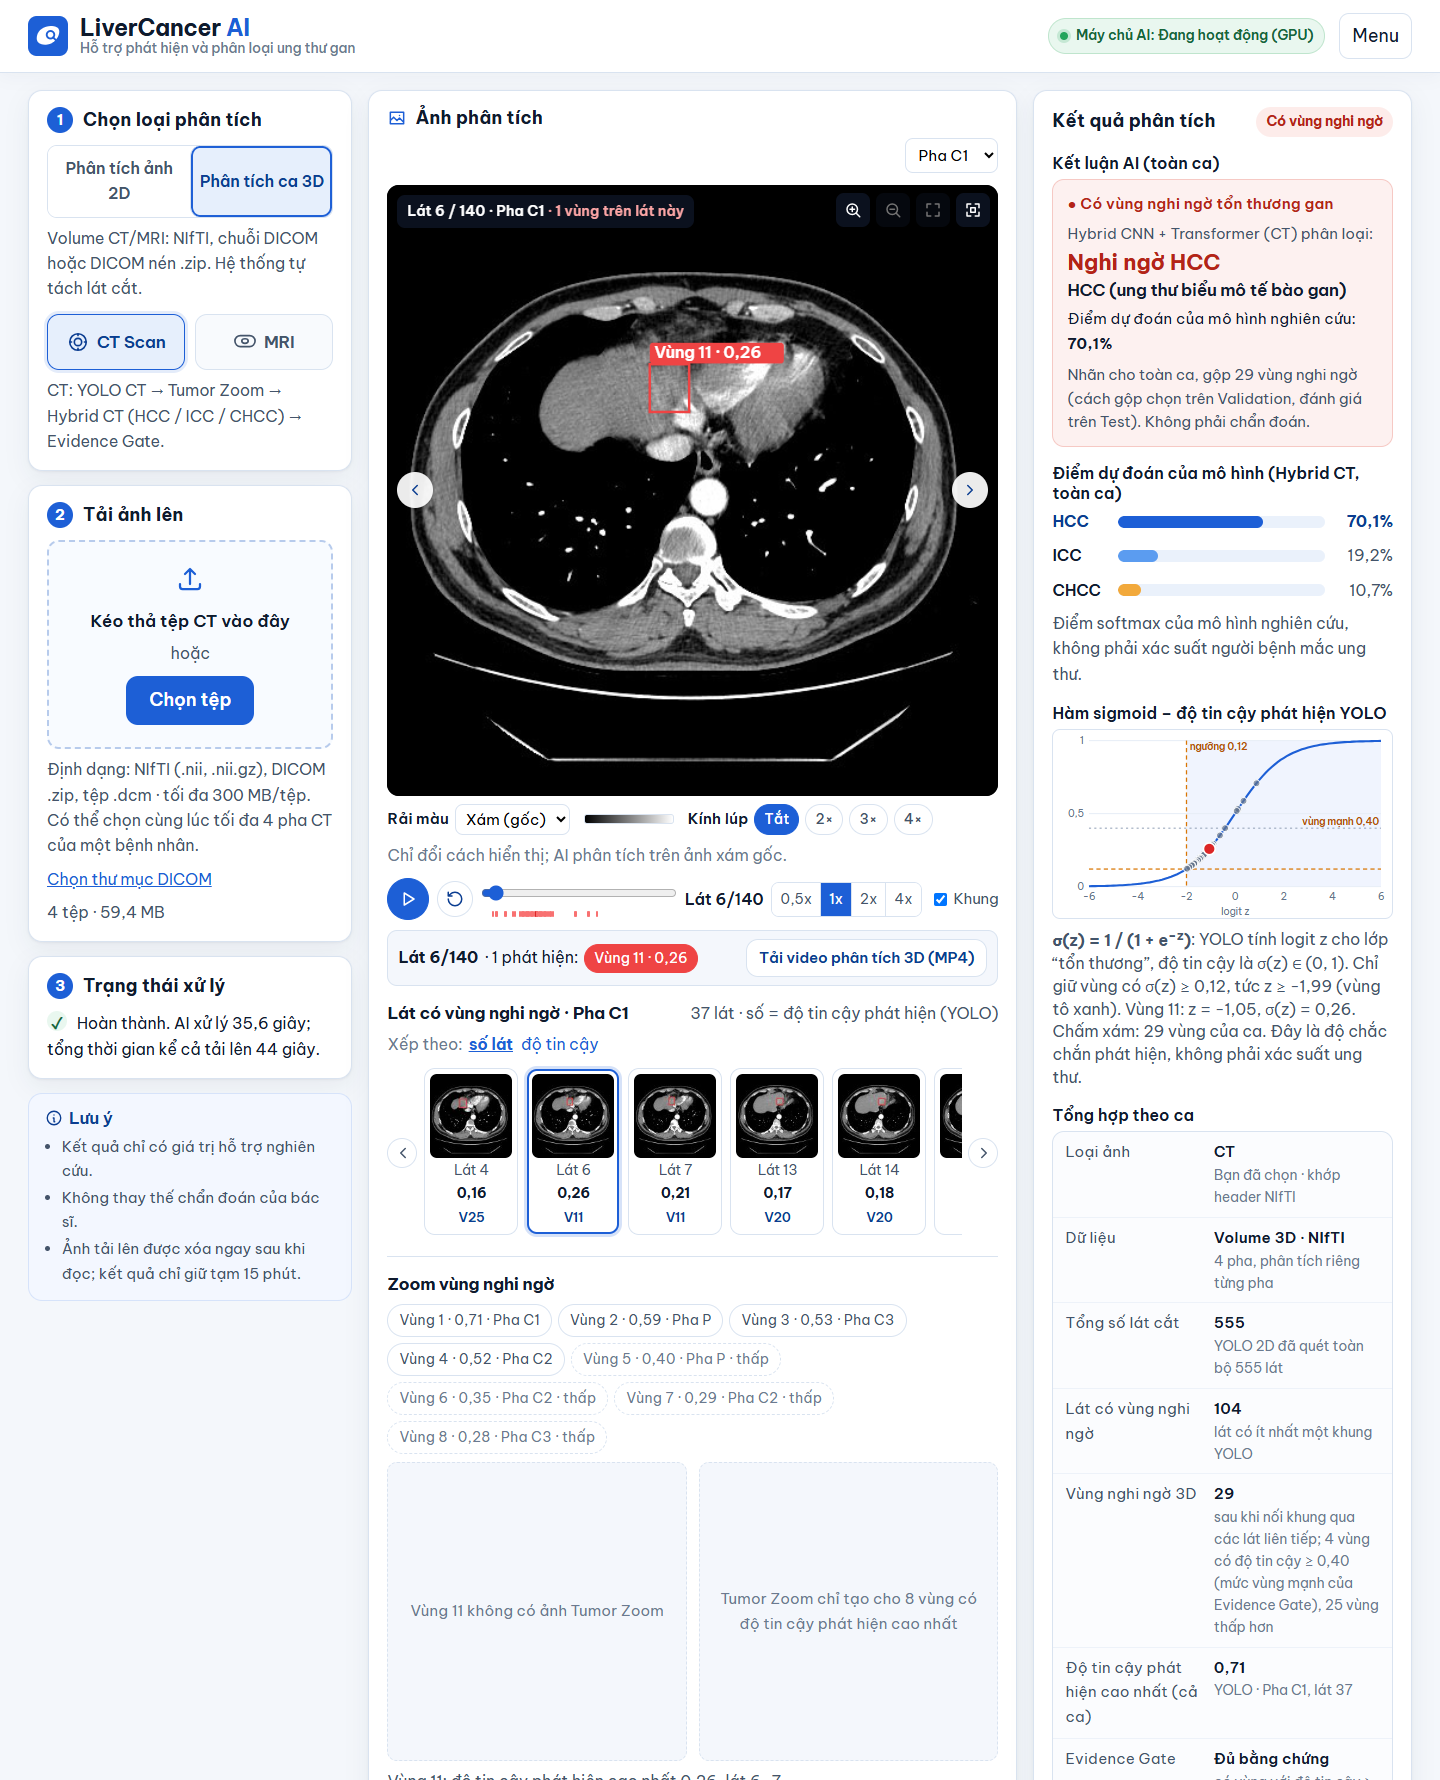 LiverCancer AI
Hỗ trợ phát hiện và phân loại ung thư gan
Máy chủ AI: Đang hoạt động (GPU)
Menu
1 Chọn loại phân tích
Phân tích ảnh
2D
Phân tích ca 3D
Volume CT/MRI: NIfTI, chuỗi DICOM
hoặc DICOM nén .zip. Hệ thống tự
tách lát cắt.
CT Scan
MRI
CT: YOLO CT → Tumor Zoom →
Hybrid CT (HCC / ICC / CHCC) →
Evidence Gate.
2 Tải ảnh lên
Kéo thả tệp CT vào đây
hoặc
Chọn tệp
Định dạng: NIfTI (.nii, .nii.gz), DICOM
.zip, tệp .dcm · tối đa 300 MB/tệp.
Có thể chọn cùng lúc tối đa 4 pha CT
của một bệnh nhân.
Chọn thư mục DICOM
4 tệp · 59,4 MB
3 Trạng thái xử lý
✓ Hoàn thành. AI xử lý 35,6 giây;
tổng thời gian kể cả tải lên 44 giây.
Lưu ý
• Kết quả chỉ có giá trị hỗ trợ nghiên
cứu.
• Không thay thế chẩn đoán của bác
sĩ.
• Ảnh tải lên được xóa ngay sau khi
đọc; kết quả chỉ giữ tạm 15 phút.
Ảnh phân tích
Pha C1
Lát 6 / 140 · Pha C1 · 1 vùng trên lát này
Vùng 11 · 0,26
Rải màu
Xám (gốc)
Kính lúp
Tắt
2×
3×
4×
Chỉ đổi cách hiển thị; AI phân tích trên ảnh xám gốc.
Lát 6/140
0,5x
1x
2x
4x
Khung
Lát 6/140 · 1 phát hiện: Vùng 11 · 0,26
Tải video phân tích 3D (MP4)
Lát có vùng nghi ngờ · Pha C1
37 lát · số = độ tin cậy phát hiện (YOLO)
Xếp theo: số lát độ tin cậy
Lát 4
0,16
V25
Lát 6
0,26
V11
Lát 7
0,21
V11
Lát 13
0,17
V20
Lát 14
0,18
V20
Zoom vùng nghi ngờ
Vùng 1 · 0,71 · Pha C1
Vùng 2 · 0,59 · Pha P
Vùng 3 · 0,53 · Pha C3
Vùng 4 · 0,52 · Pha C2
Vùng 5 · 0,40 · Pha P · thấp
Vùng 6 · 0,35 · Pha C2 · thấp
Vùng 7 · 0,29 · Pha C2 · thấp
Vùng 8 · 0,28 · Pha C3 · thấp
Vùng 11 không có ảnh Tumor Zoom
Tumor Zoom chỉ tạo cho 8 vùng có
độ tin cậy phát hiện cao nhất
Kết quả phân tích
Có vùng nghi ngờ
Kết luận AI (toàn ca)
● Có vùng nghi ngờ tổn thương gan
Hybrid CNN + Transformer (CT) phân loại:
Nghi ngờ HCC
HCC (ung thư biểu mô tế bào gan)
Điểm dự đoán của mô hình nghiên cứu:
70,1%
Nhãn cho toàn ca, gộp 29 vùng nghi ngờ
(cách gộp chọn trên Validation, đánh giá
trên Test). Không phải chẩn đoán.
Điểm dự đoán của mô hình (Hybrid CT,
toàn ca)
HCC 70,1%
ICC 19,2%
CHCC 10,7%
Điểm softmax của mô hình nghiên cứu,
không phải xác suất người bệnh mắc ung
thư.
Hàm sigmoid – độ tin cậy phát hiện YOLO
1
ngưỡng 0,12
0,5
vùng mạnh 0,40
0
-6 -4 -2 0 2 4 6
logit z
σ(z) = 1 / (1 + e⁻ᶻ): YOLO tính logit z cho lớp
“tổn thương”, độ tin cậy là σ(z) ∈ (0, 1). Chỉ
giữ vùng có σ(z) ≥ 0,12, tức z ≥ -1,99 (vùng
tô xanh). Vùng 11: z = -1,05, σ(z) = 0,26.
Chấm xám: 29 vùng của ca. Đây là độ chắc
chắn phát hiện, không phải xác suất ung
thư.
Tổng hợp theo ca
Loại ảnh
CT
Bạn đã chọn · khớp
header NIfTI
Dữ liệu
Volume 3D · NIfTI
4 pha, phân tích riêng
từng pha
Tổng số lát cắt
555
YOLO 2D đã quét toàn
bộ 555 lát
Lát có vùng nghi
ngờ
104
lát có ít nhất một khung
YOLO
Vùng nghi ngờ 3D
29
sau khi nối khung qua
các lát liên tiếp; 4 vùng
có độ tin cậy ≥ 0,40
(mức vùng mạnh của
Evidence Gate), 25 vùng
thấp hơn
Độ tin cậy phát
hiện cao nhất (cả
ca)
0,71
YOLO · Pha C1, lát 37
Evidence Gate
Đủ bằng chứng